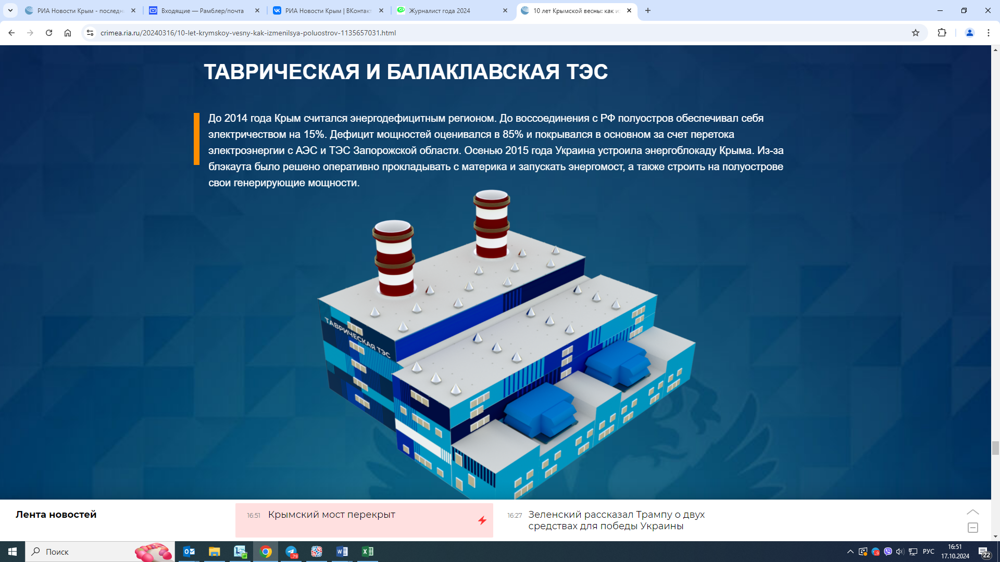 РИА Новости Крым - последн
Входящие — Рамблер/почта
РИА Новости Крым | ВКонтакт
Журналист года 2024
10 лет Крымской весны: как из
crimea.ria.ru/20240316/10-let-krymskoy-vesny-kak-izmenilsya-poluostrov-1135657031.html
ТАВРИЧЕСКАЯ И БАЛАКЛАВСКАЯ ТЭС
До 2014 года Крым считался энергодефицитным регионом. До воссоединения с РФ полуостров обеспечивал себя
электричеством на 15%. Дефицит мощностей оценивался в 85% и покрывался в основном за счет перетока
электроэнергии с АЭС и ТЭС Запорожской области. Осенью 2015 года Украина устроила энергоблокаду Крыма. Из-за
блэкаута было решено оперативно прокладывать с материка и запускать энергомост, а также строить на полуострове
свои генерирующие мощности.
ТАВРИЧЕСКАЯ ТЭС
Лента новостей
16:51
Крымский мост перекрыт
16:27
Зеленский рассказал Трампу о двух
средствах для победы Украины
Поиск
РУС
16:51
17.10.2024
22